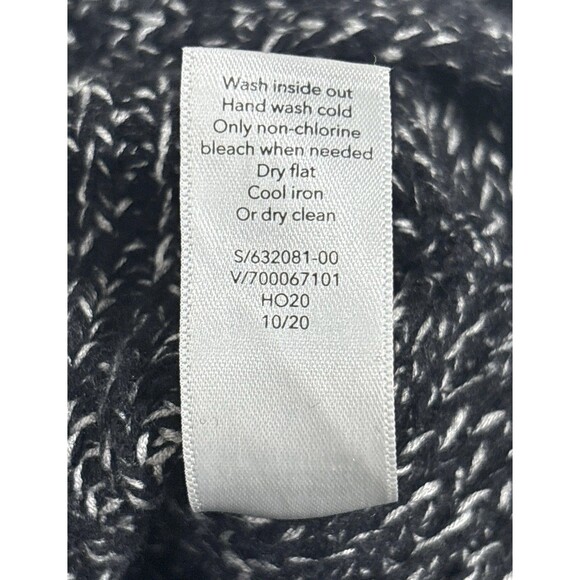 Wash inside out
Hand wash cold
Only non-chlorine
bleach when needed
Dry flat
Cool iron
Or dry clean
S/632081-00
V/700067101
HO20
10/20